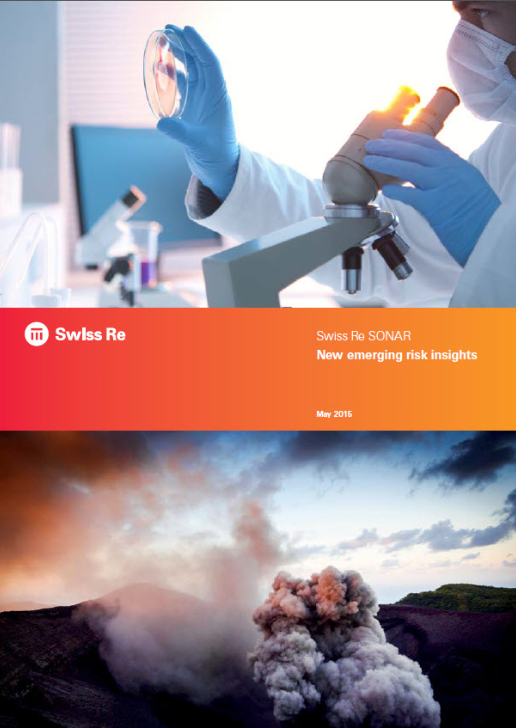 Swiss Re
Swiss Re SONAR
New emerging risk insights
May 2015